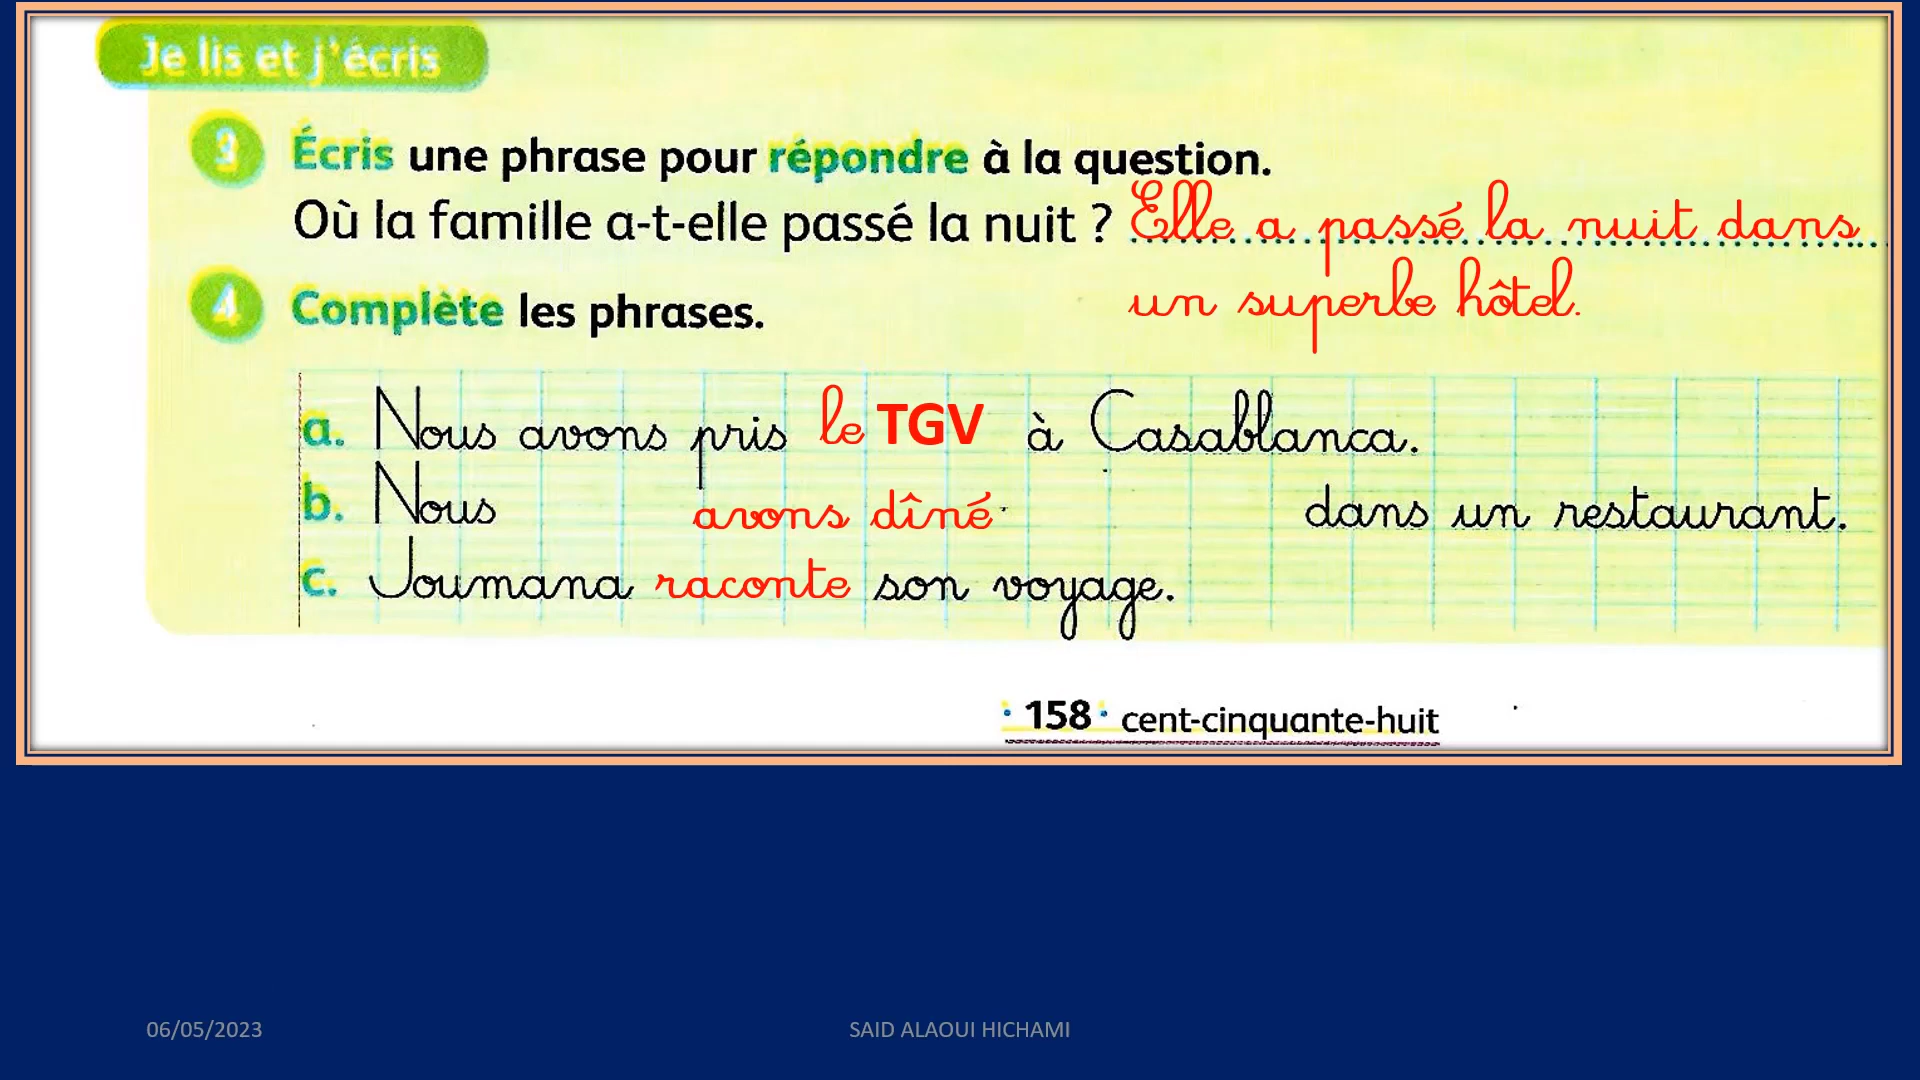 Je lis et j'écris
3 Écris une phrase pour répondre à la question.
Où la famille a-t-elle passé la nuit ? Elle a passé la nuit dans
un superbe hôtel.
4 Complète les phrases.
a. Nous avons pris le TGV à Casablanca.
b. Nous avons dîné dans un restaurant.
c. Joumana raconte son voyage.
158 cent-cinquante-huit
06/05/2023 SAID ALAOUI HICHAMI